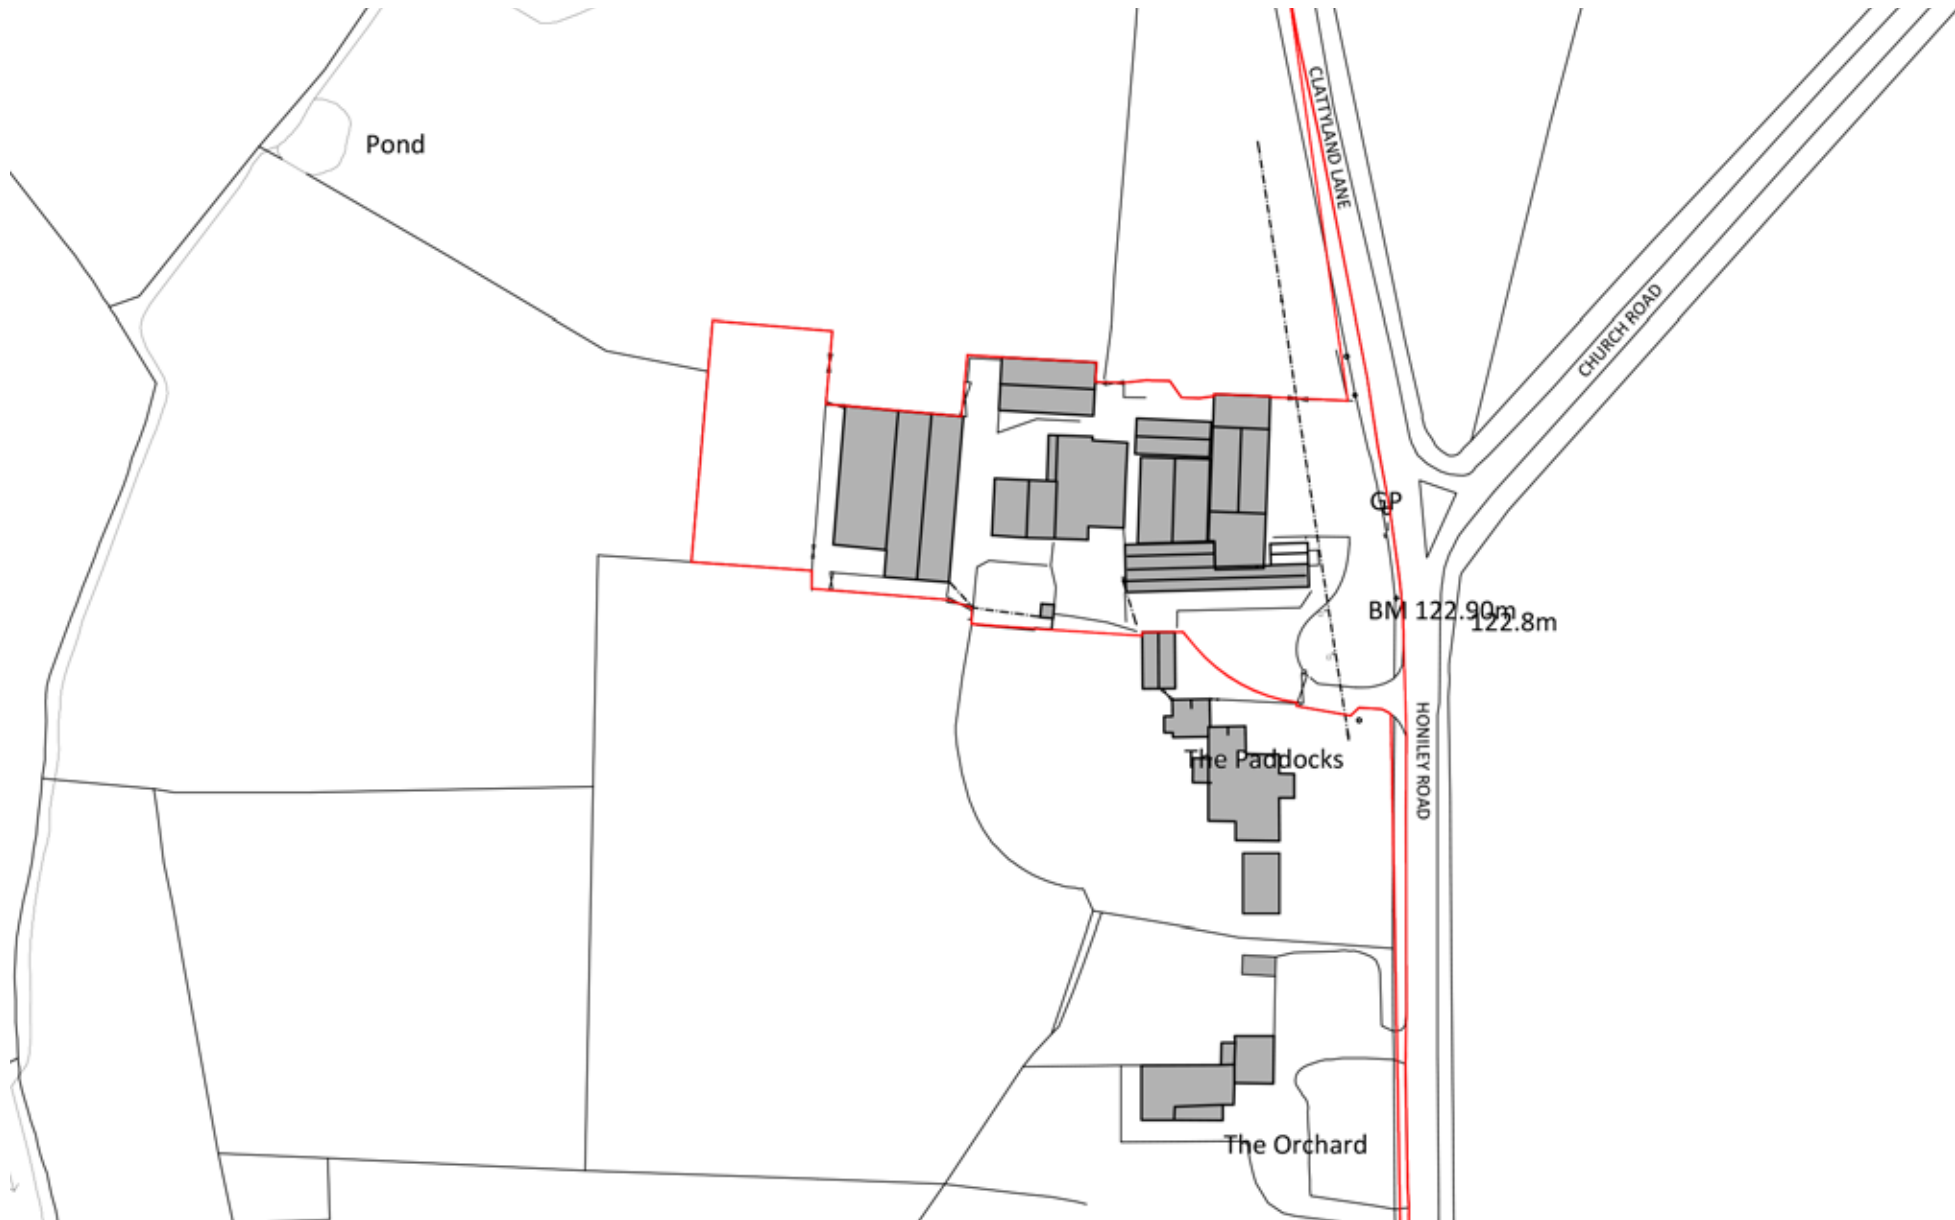 CLATTYLAND LANE
Pond
CHURCH ROAD
GP
BM 122.90m
122.8m
HONILEY ROAD
The Paddocks
The Orchard